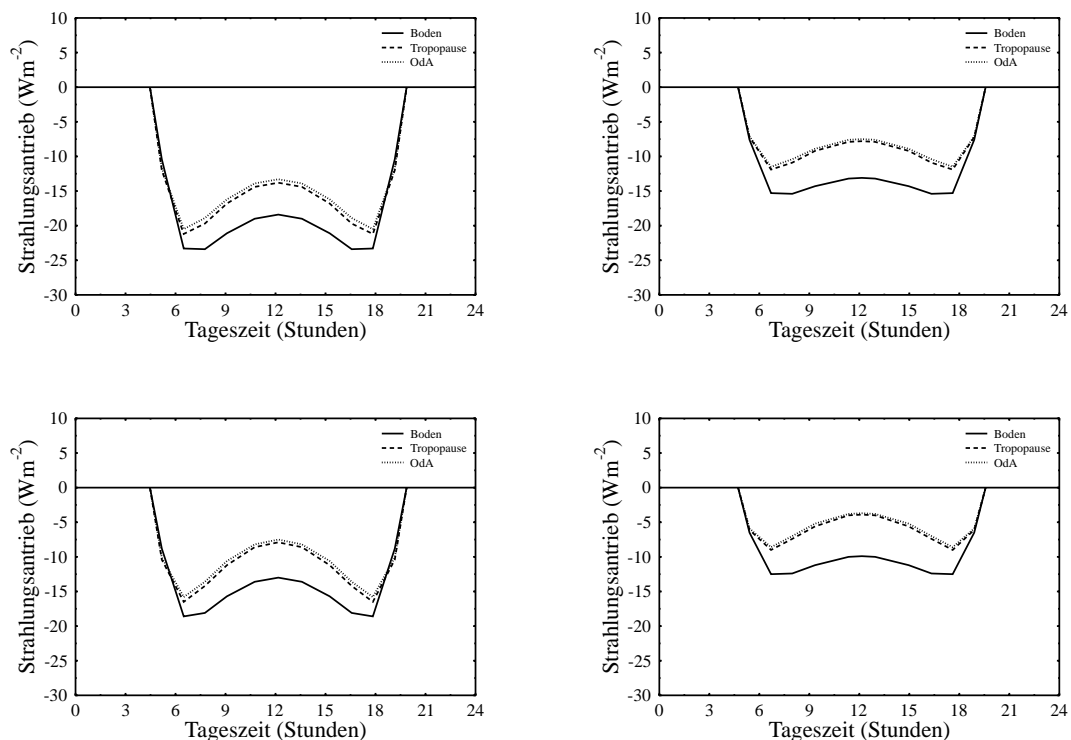 10
5
0
-5
-10
-15
-20
-25
-30
Strahlungsantrieb (Wm-2)
Boden
Tropopause
OdA
0 3 6 9 12 15 18 21 24
Tageszeit (Stunden)
10
5
0
-5
-10
-15
-20
-25
-30
Strahlungsantrieb (Wm-2)
Boden
Tropopause
OdA
0 3 6 9 12 15 18 21 24
Tageszeit (Stunden)
10
5
0
-5
-10
-15
-20
-25
-30
Strahlungsantrieb (Wm-2)
Boden
Tropopause
OdA
0 3 6 9 12 15 18 21 24
Tageszeit (Stunden)
10
5
0
-5
-10
-15
-20
-25
-30
Strahlungsantrieb (Wm-2)
Boden
Tropopause
OdA
0 3 6 9 12 15 18 21 24
Tageszeit (Stunden)